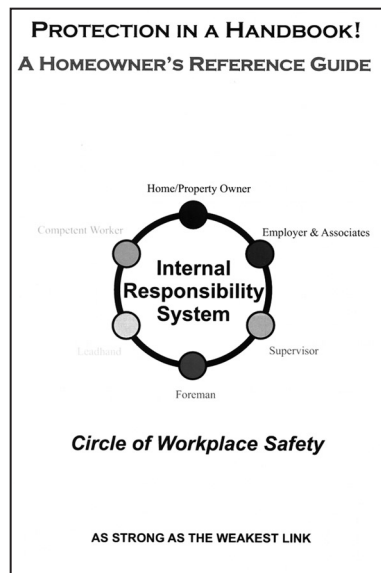 PROTECTION IN A HANDBOOK!
A HOMEOWNER'S REFERENCE GUIDE
Home/Property Owner
Competent Worker
Employer & Associates
Internal
Responsibility
System
Leadhand
Supervisor
Foreman
Circle of Workplace Safety
AS STRONG AS THE WEAKEST LINK